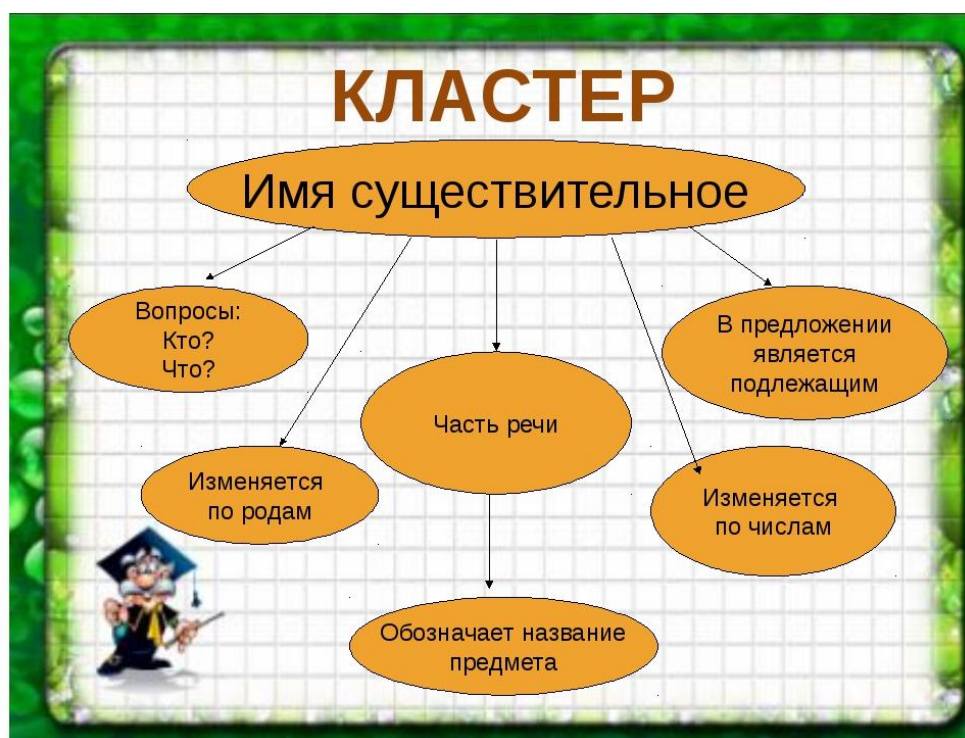 КЛАСТЕР
Имя существительное
Вопросы:
Кто?
Что?
В предложении
является
подлежащим
Часть речи
Изменяется
по родам
Изменяется
по числам
Обозначает название
предмета